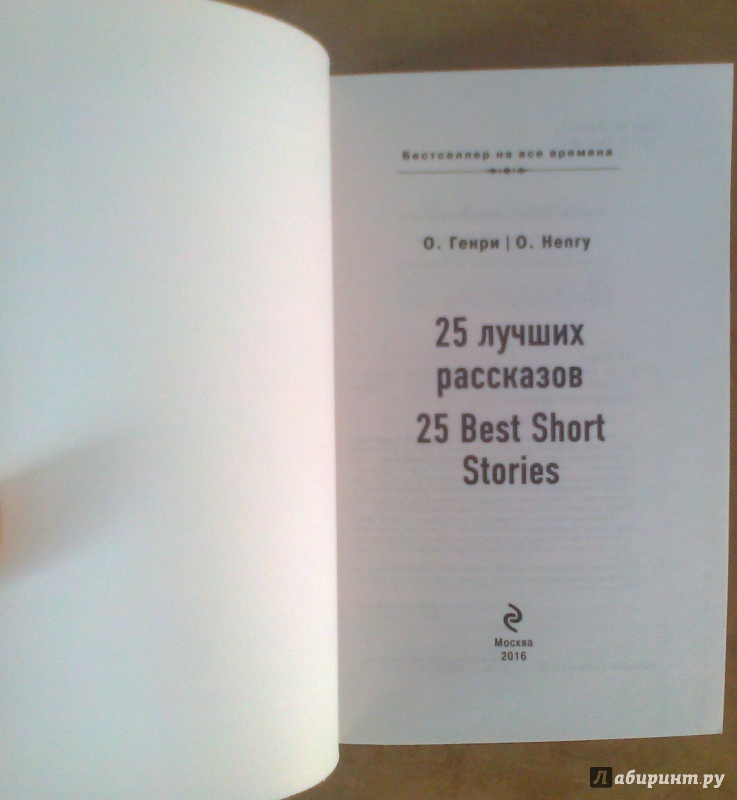 Бестселлер на все времена
О. Генри | O. Henry
25 лучших
рассказов
25 Best Short
Stories
Москва
2016
Лабиринт.ру